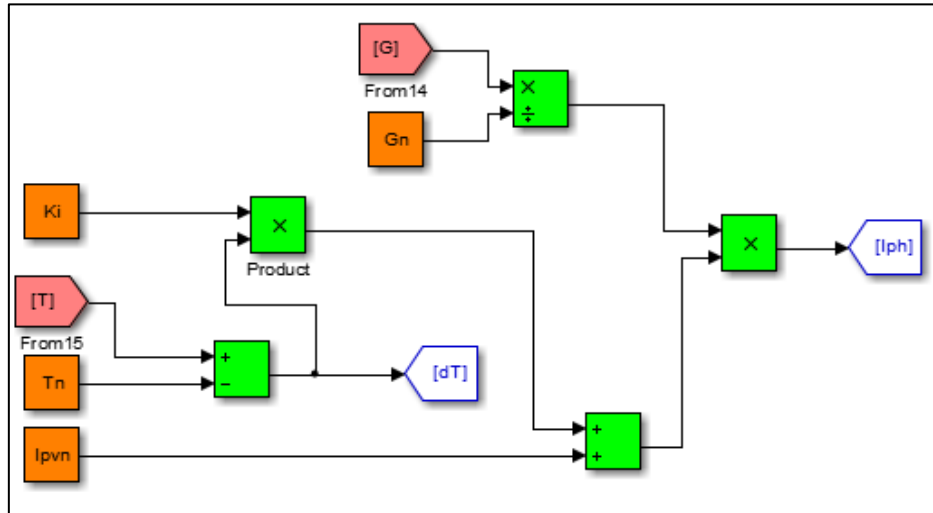 [G]
From14
×
÷
Gn
Ki
×
Product
×
[Iph]
[T]
From15
+
−
Tn
[dT]
+
+
Ipvn